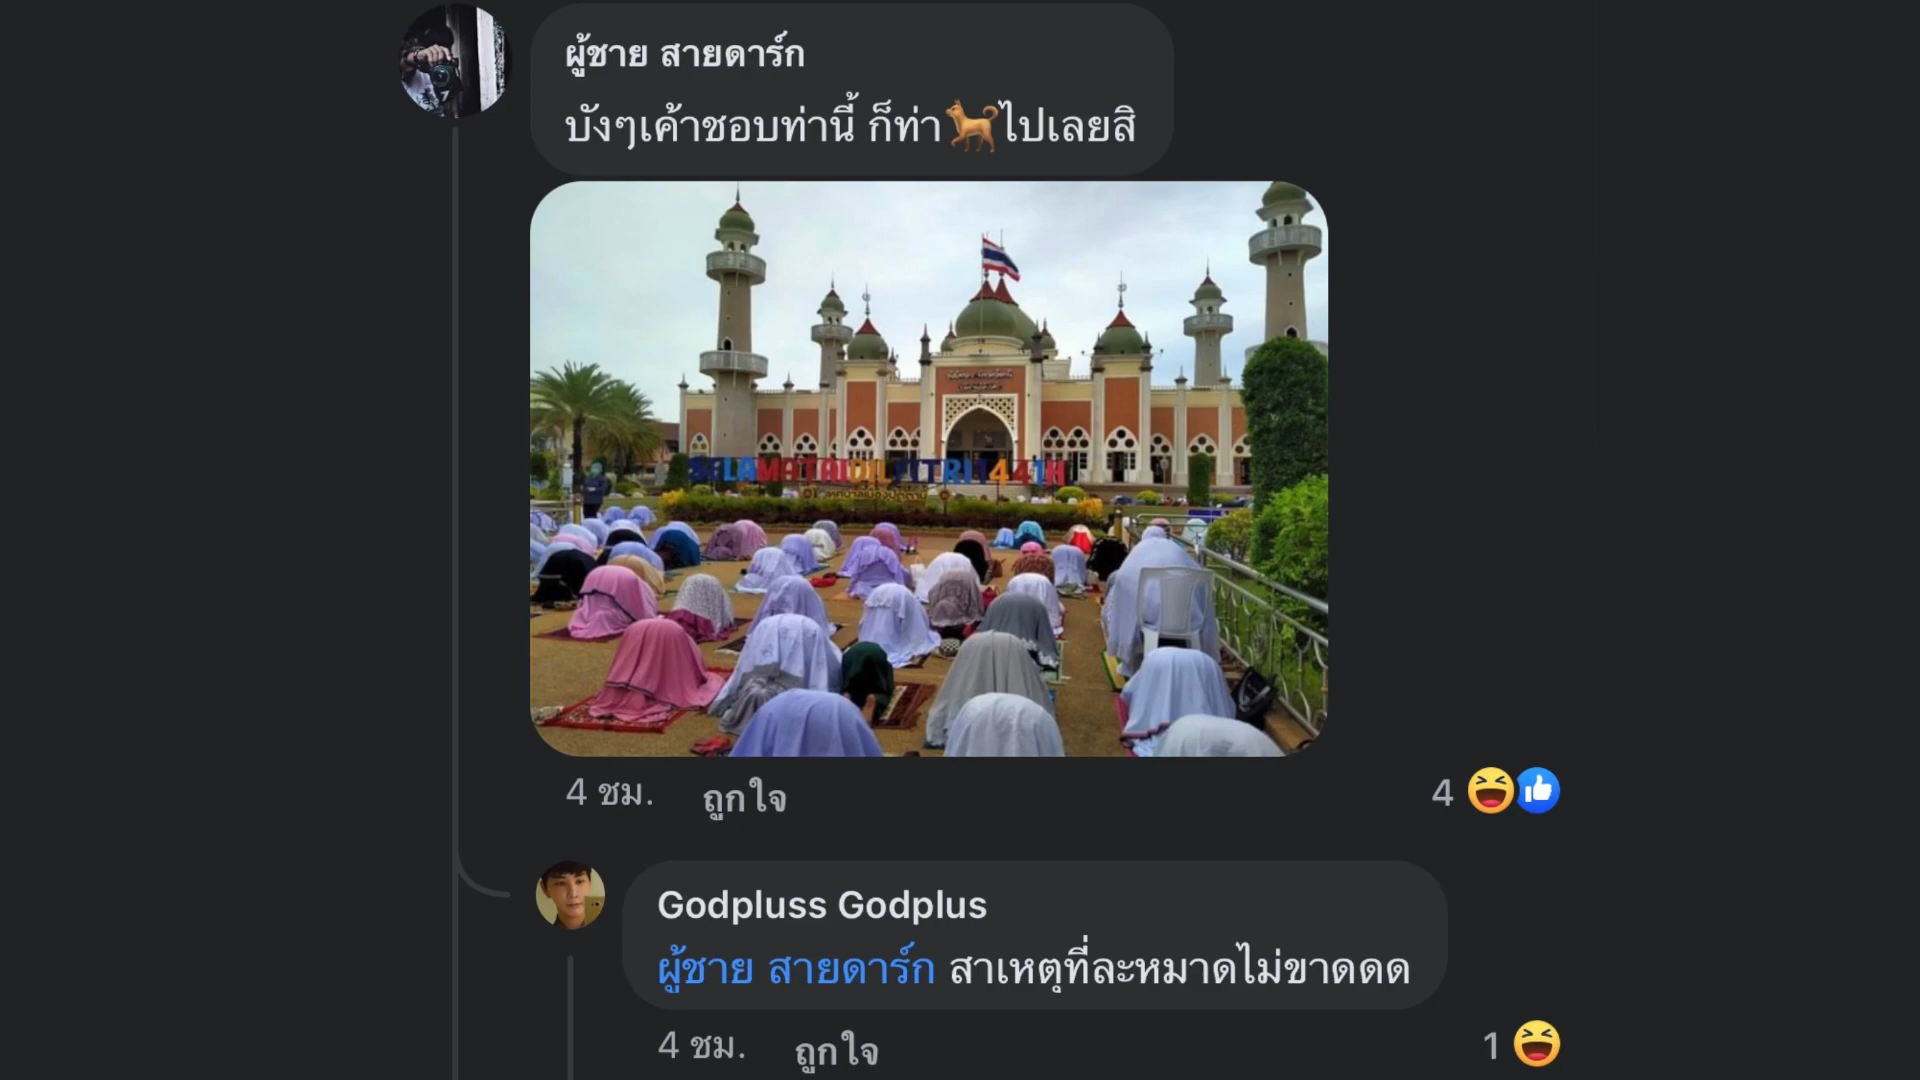 ผู้ชาย สายดาร์ก
บังๆเค้าชอบท่านี้ ก็ท่า🐕ไปเลยสิ
SELAMAT AIDILFITRI 1441H
4 ชม. ถูกใจ 4
Godpluss Godplus
ผู้ชาย สายดาร์ก สาเหตุที่ละหมาดไม่ขาดดด
4 ชม. ถูกใจ 1